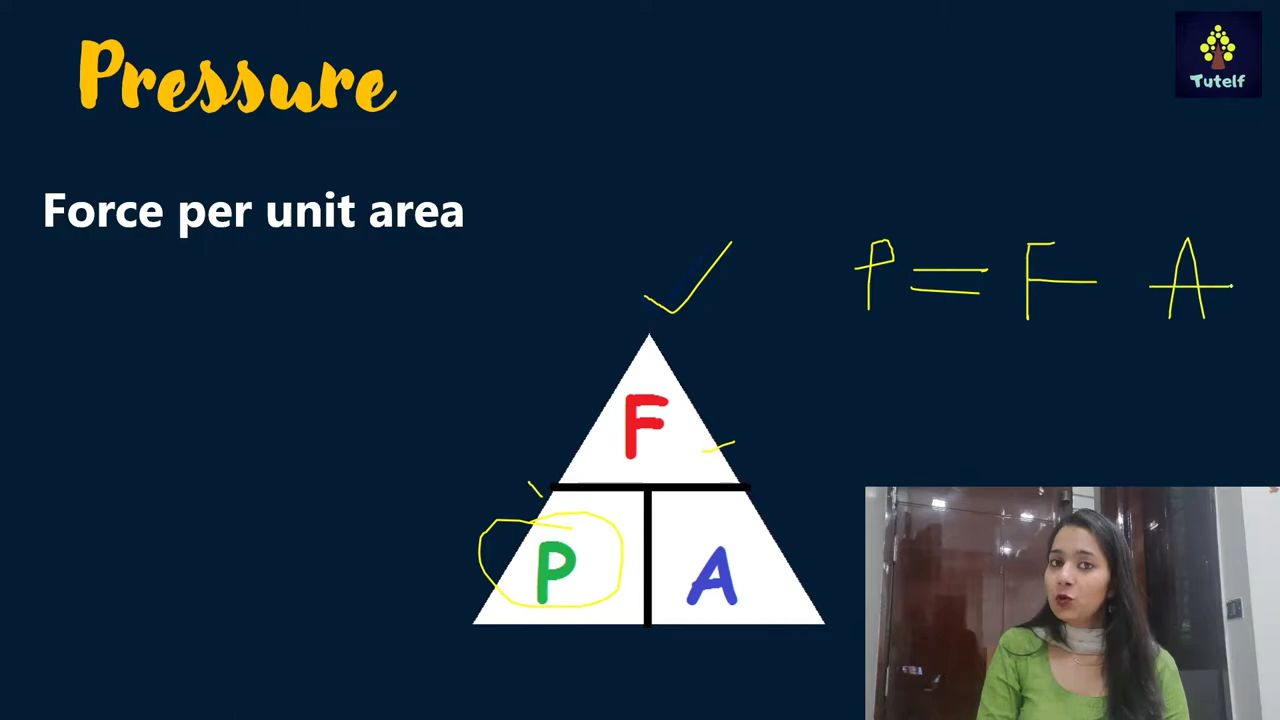 Pressure
Tutelf
Force per unit area
P = F A
F
P A